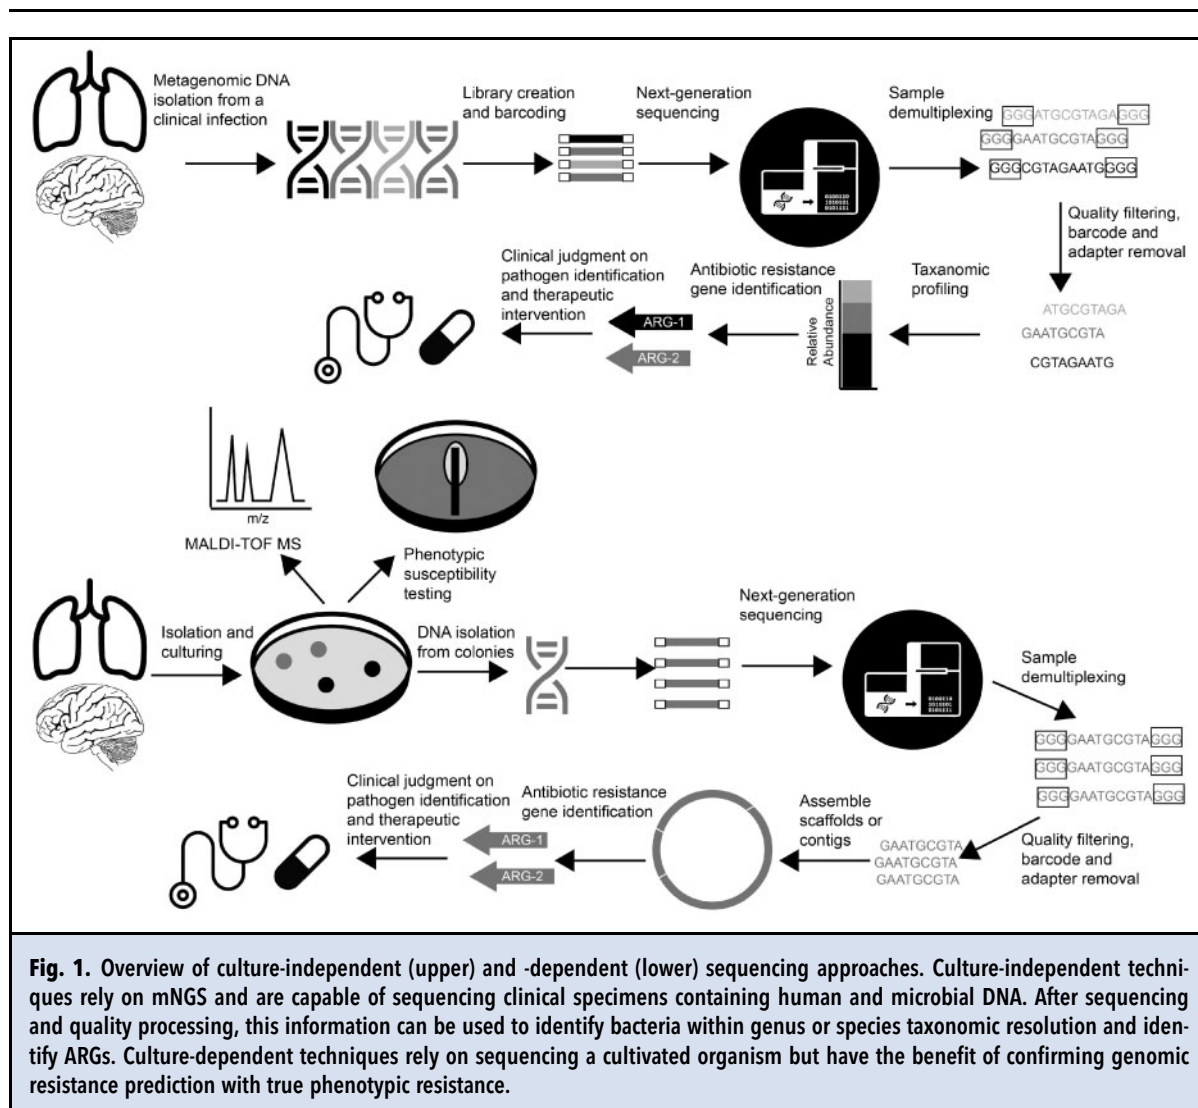 Metagenomic DNA
isolation from a
clinical infection
Library creation
and barcoding
Next-generation
sequencing
0100110
1010101
0101111
Sample
demultiplexing
GGGATGCGTAGAGGG
GGGGAATGCGTAGGG
GGGCGTAGAATGGGG
Quality filtering,
barcode and
adapter removal
ATGCGTAGA
GAATGCGTA
CGTAGAATG
Taxanomic
profiling
Relative
Abundance
Antibiotic resistance
gene identification
ARG-1
ARG-2
Clinical judgment on
pathogen identification
and therapeutic
intervention
m/z
MALDI-TOF MS
Phenotypic
susceptibility
testing
Isolation and
culturing
DNA isolation
from colonies
Next-generation
sequencing
0100110
1010101
0101111
Sample
demultiplexing
GGGGAATGCGTAGGG
GGGGAATGCGTAGGG
GGGGAATGCGTAGGG
Quality filtering,
barcode and
adapter removal
GAATGCGTA
GAATGCGTA
GAATGCGTA
Assemble
scaffolds or
contigs
Antibiotic resistance
gene identification
ARG-1
ARG-2
Clinical judgment on
pathogen identification
and therapeutic
intervention
Fig. 1. Overview of culture-independent (upper) and -dependent (lower) sequencing approaches. Culture-independent techni-
ques rely on mNGS and are capable of sequencing clinical specimens containing human and microbial DNA. After sequencing
and quality processing, this information can be used to identify bacteria within genus or species taxonomic resolution and iden-
tify ARGs. Culture-dependent techniques rely on sequencing a cultivated organism but have the benefit of confirming genomic
resistance prediction with true phenotypic resistance.